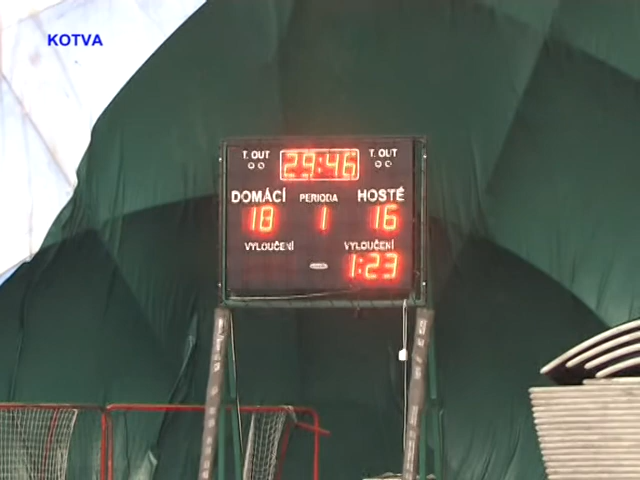 KOTVA
T. OUT 29:46 T. OUT
DOMÁCÍ PERIODA HOSTÉ
18 1 16
VYLOUČENÍ VYLOUČENÍ
1:23